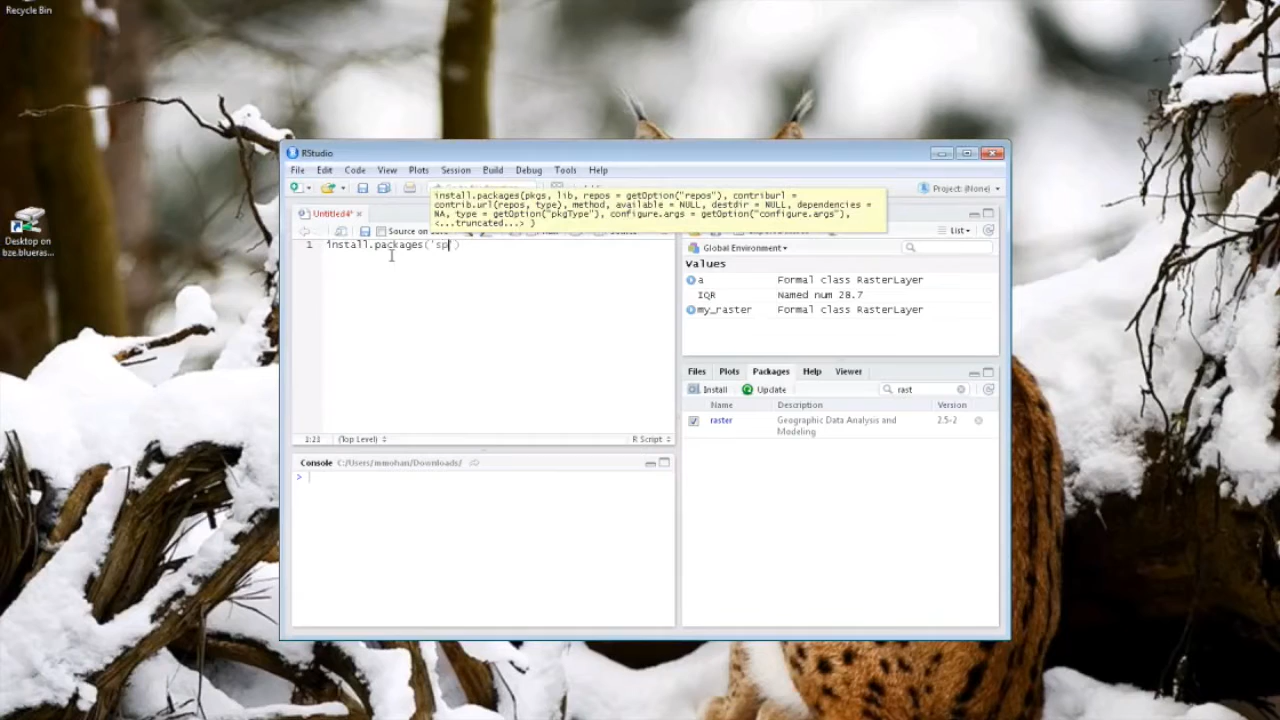 Recycle Bin
Desktop on
bze.blueras...
RStudio
File Edit Code View Plots Session Build Debug Tools Help
Project: (None)
install.packages(pkgs, lib, repos = getOption("repos"), contriburl =
contrib.url(repos, type), method, available = NULL, destdir = NULL, dependencies =
NA, type = getOption("pkgType"), configure.args = getOption("configure.args"),
<...truncated...> )
Untitled4*
Source on
List
1 install.packages('sp')
Global Environment
Values
a Formal class RasterLayer
IQR Named num 28.7
my_raster Formal class RasterLayer
Files Plots Packages Help Viewer
Install Update rast
Name Description Version
raster Geographic Data Analysis and 2.5-2
Modeling
1:23 (Top Level) R Script
Console C:/Users/mmohan/Downloads/
>